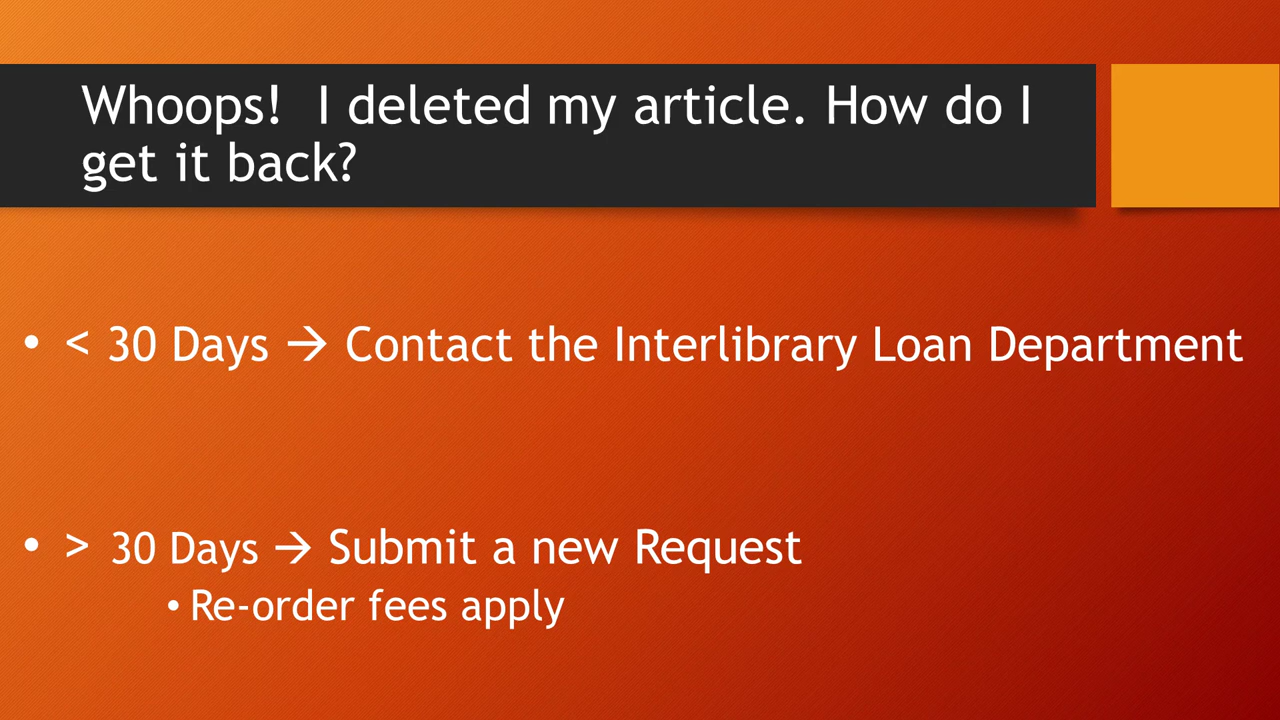 Whoops!  I deleted my article. How do I
get it back?
• < 30 Days → Contact the Interlibrary Loan Department
• > 30 Days → Submit a new Request
• Re-order fees apply